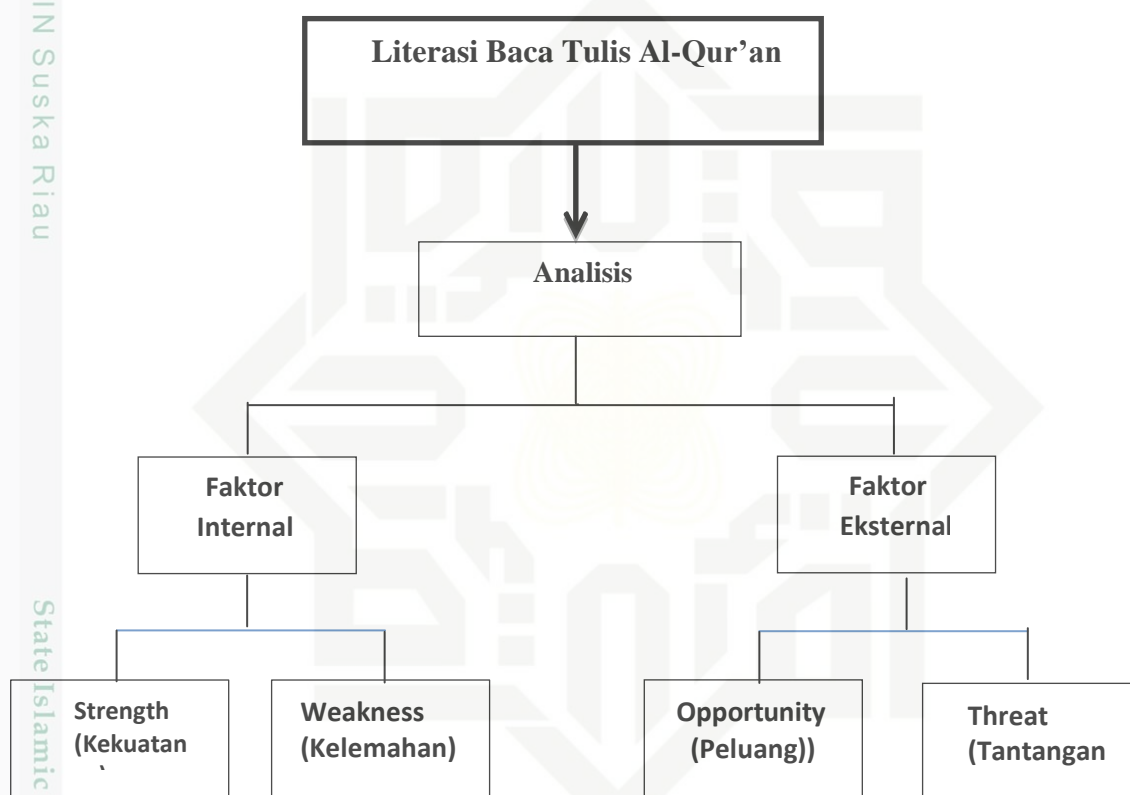 IN Suska Riau
State Islamic
Literasi Baca Tulis Al-Qur’an
Analisis
Faktor
Internal
Faktor
Eksternal
Strength
(Kekuatan
)
Weakness
(Kelemahan)
Opportunity
(Peluang))
Threat
(Tantangan